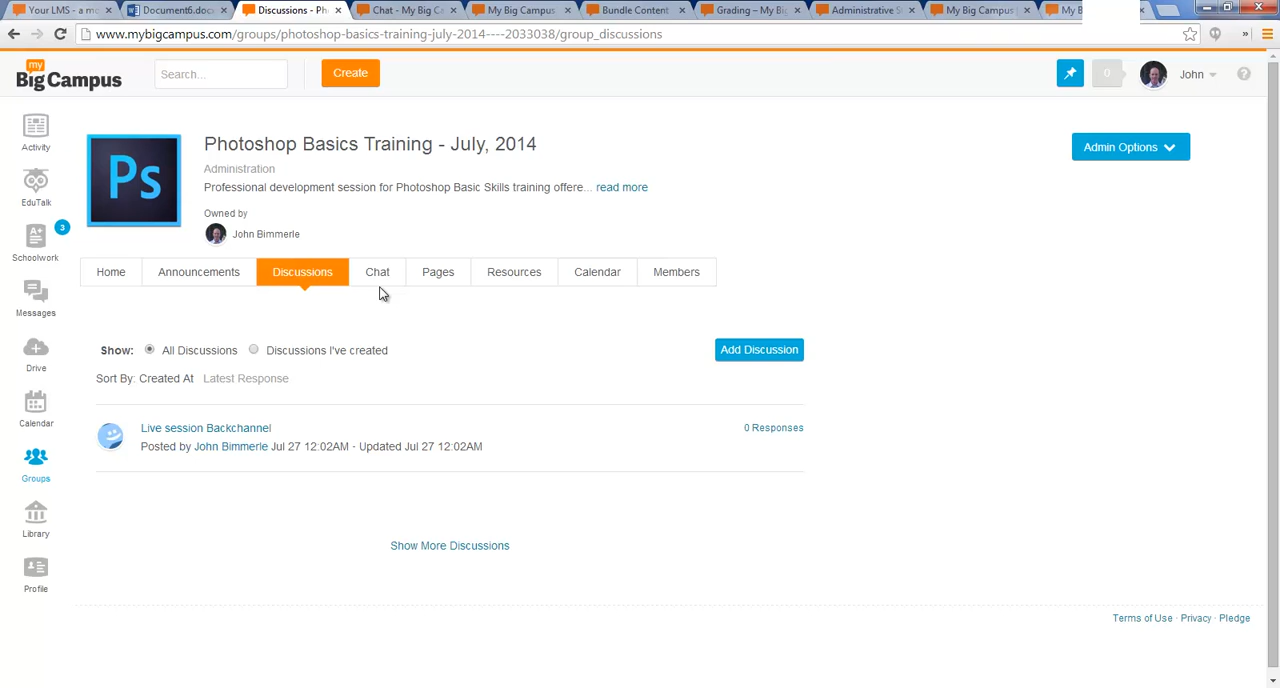 Your LMS - a mo
Document6.docx
Discussions - Ph
Chat - My Big Ca
My Big Campus
Bundle Content
Grading – My Big
Administrative S
My Big Campus
My B
www.mybigcampus.com/groups/photoshop-basics-training-july-2014----2033038/group_discussions
my Big Campus
Search...
Create
0
John
?
Activity
EduTalk
3
A+
Schoolwork
Messages
Drive
Calendar
Groups
Library
Profile
Ps
Photoshop Basics Training - July, 2014
Administration
Professional development session for Photoshop Basic Skills training offere... read more
Owned by
John Bimmerle
Admin Options
Home Announcements Discussions Chat Pages Resources Calendar Members
Show: All Discussions Discussions I've created
Add Discussion
Sort By: Created At Latest Response
Live session Backchannel
0 Responses
Posted by John Bimmerle Jul 27 12:02AM - Updated Jul 27 12:02AM
Show More Discussions
Terms of Use · Privacy · Pledge